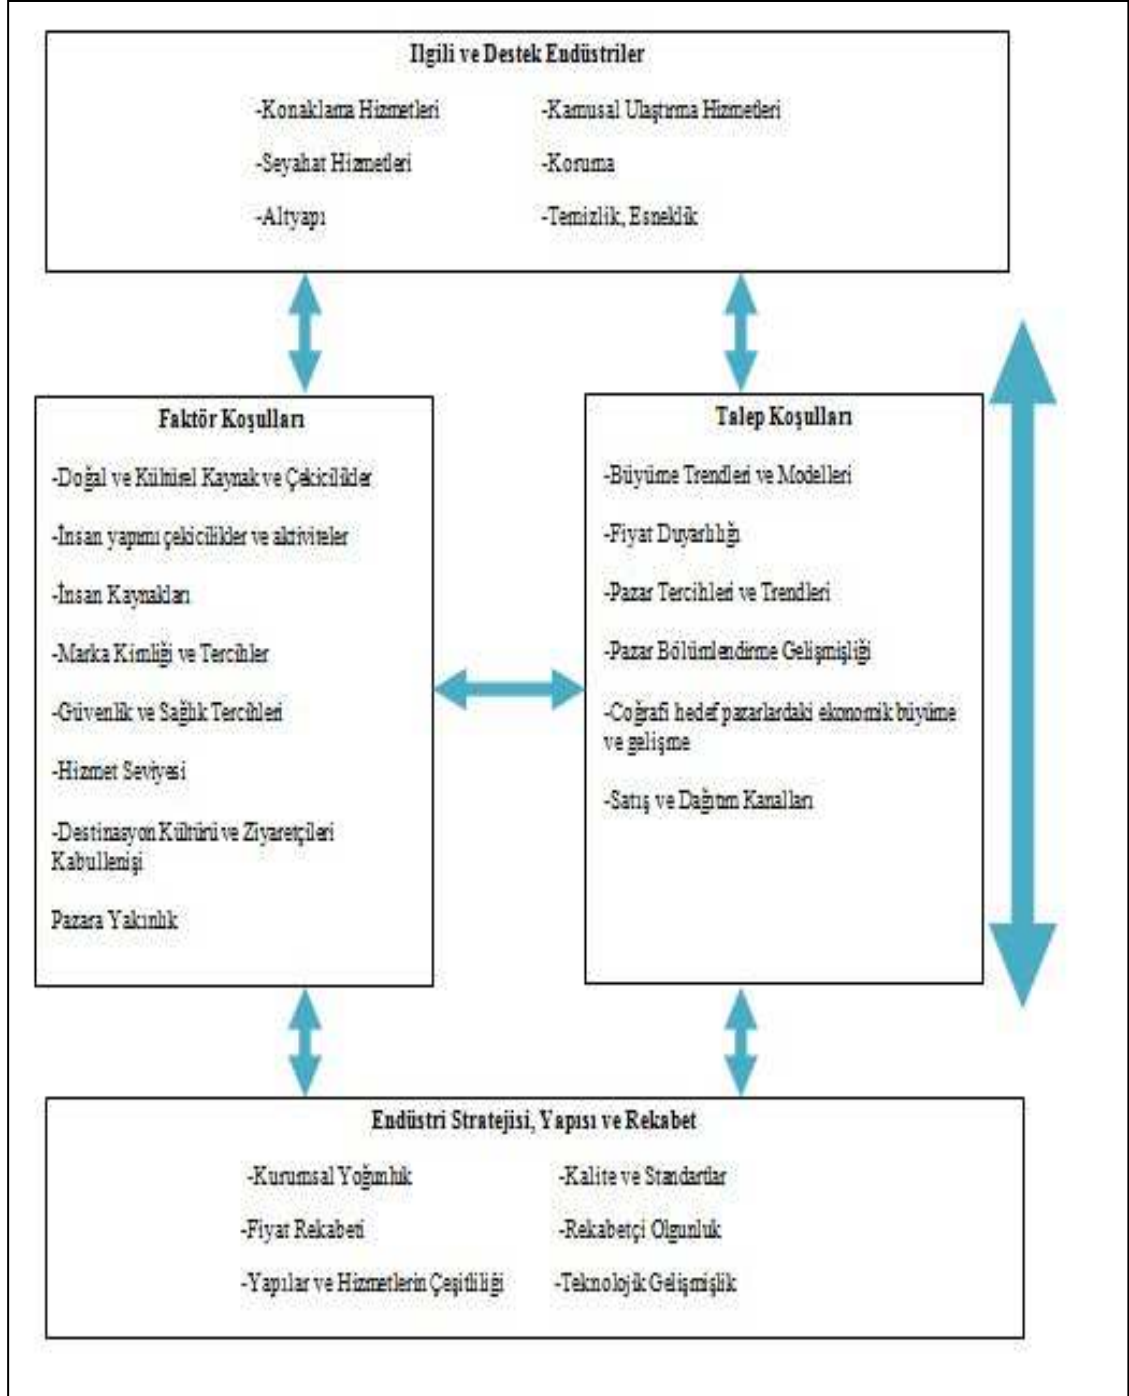 İlgili ve Destek Endüstriler
-Konaklama Hizmetleri
-Kamusal Ulaştırma Hizmetleri
-Seyahat Hizmetleri
-Koruma
-Altyapı
-Temizlik, Esneklik
Faktör Koşulları
-Doğal ve Kültürel Kaynak ve Çekicilikler
-İnsan yapımı çekicilikler ve aktiviteler
-İnsan Kaynakları
-Marka Kimliği ve Tercihler
-Güvenlik ve Sağlık Tercihleri
-Hizmet Seviyesi
-Destinasyon Kültürü ve Ziyaretçileri
Kabullenişi
Pazara Yakınlık
Talep Koşulları
-Büyüme Trendleri ve Modelleri
-Fiyat Duyarlılığı
-Pazar Tercihleri ve Trendleri
-Pazar Bölümlendirme Gelişmişliği
-Coğrafi hedef pazarlardaki ekonomik büyüme
ve gelişme
-Satış ve Dağıtım Kanalları
Endüstri Stratejisi, Yapısı ve Rekabet
-Kurumsal Yoğunluk
-Kalite ve Standartlar
-Fiyat Rekabeti
-Rekabetçi Olgunluk
-Yapılar ve Hizmetlerin Çeşitliliği
-Teknolojik Gelişmişlik